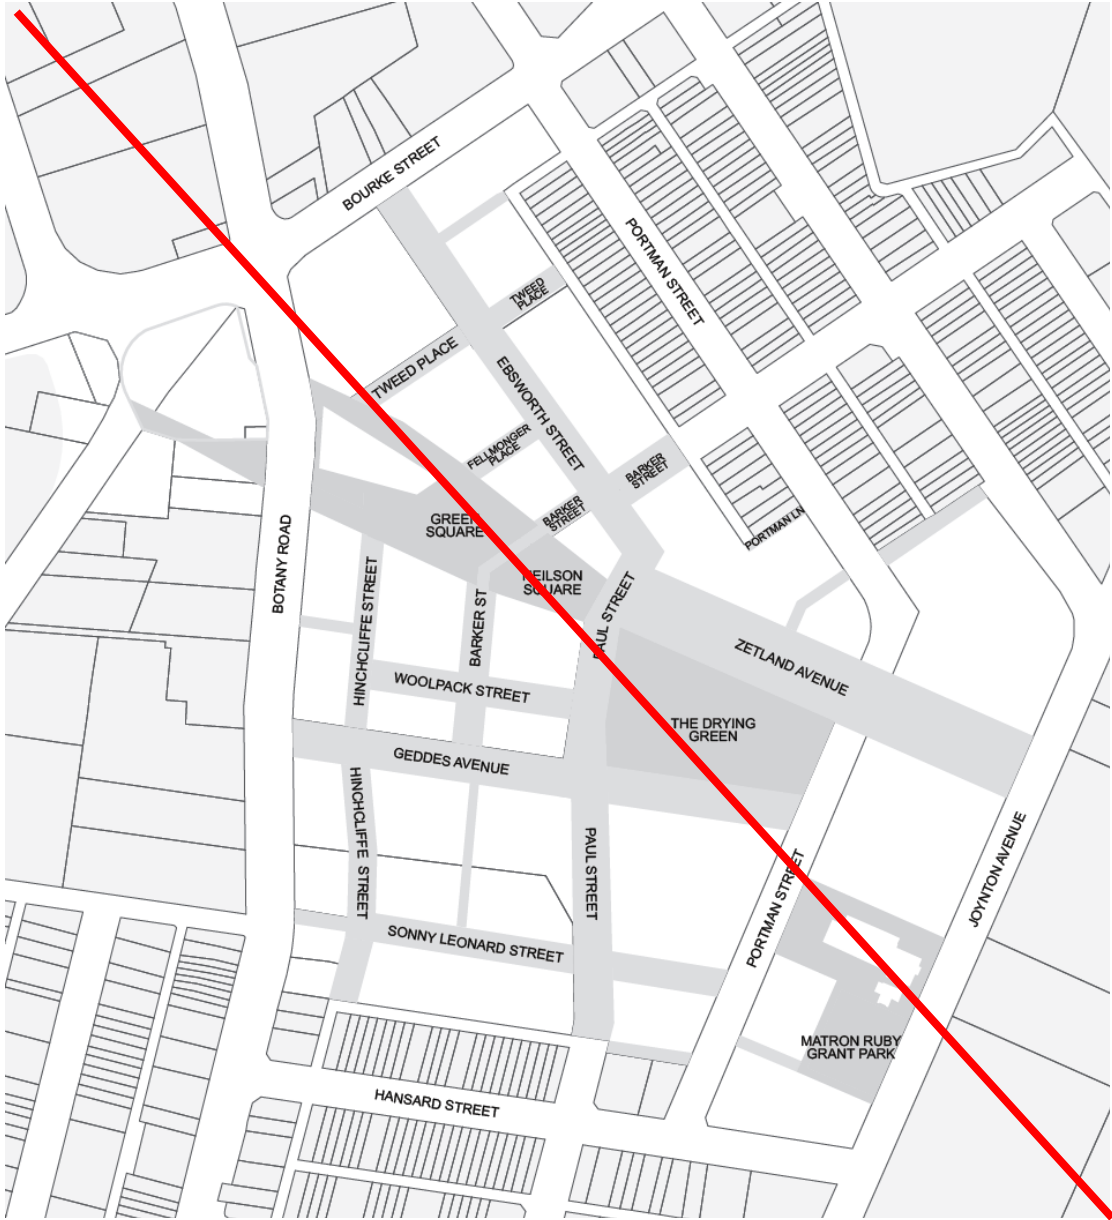 BOURKE STREET
PORTMAN STREET
TWEED
PLACE
TWEED PLACE
EBSWORTH STREET
FELLMONGER
PLACE
BARKER
STREET
BARKER
STREET
PORTMAN LN
GREEN
SQUARE
BOTANY ROAD
NEILSON
SQUARE
HINCHCLIFFE STREET
BARKER ST
PAUL STREET
ZETLAND AVENUE
WOOLPACK STREET
THE DRYING
GREEN
GEDDES AVENUE
HINCHCLIFFE STREET
PAUL STREET
PORTMAN STREET
JOYNTON AVENUE
SONNY LEONARD STREET
MATRON RUBY
GRANT PARK
HANSARD STREET